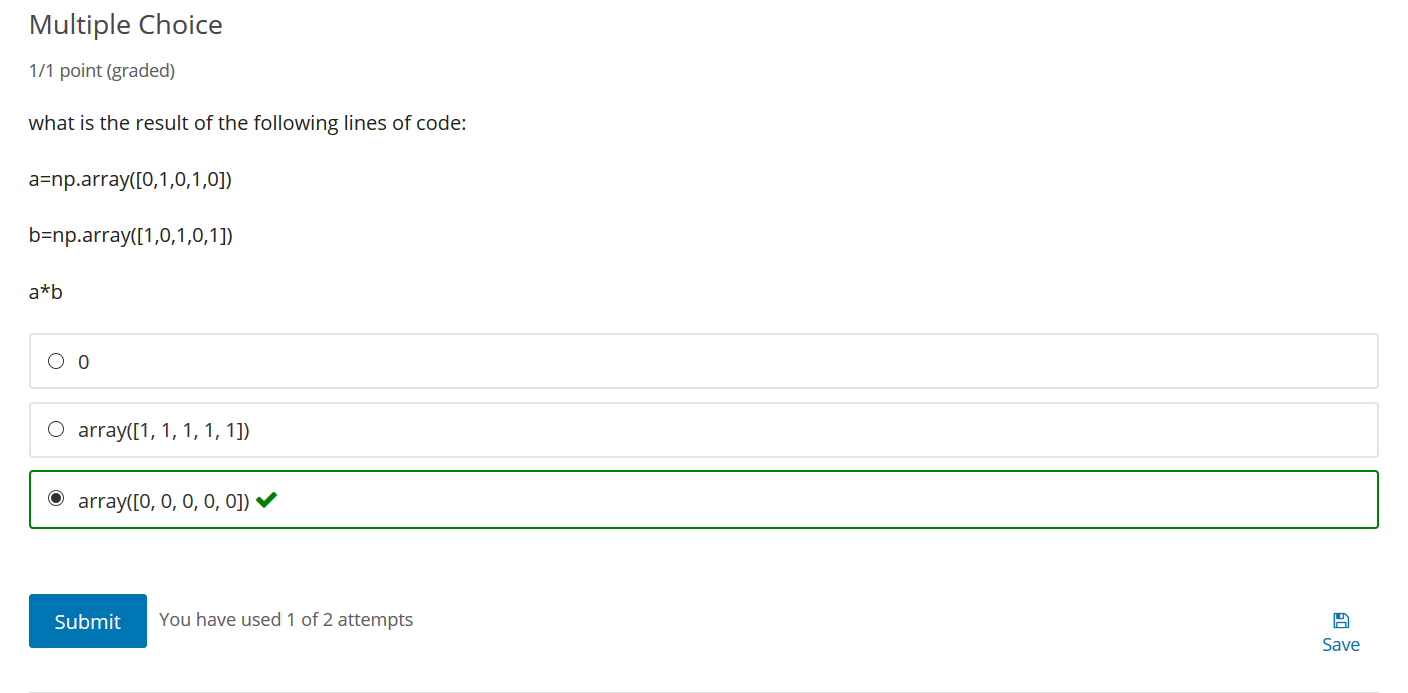 Multiple Choice
1/1 point (graded)
what is the result of the following lines of code:
a=np.array([0,1,0,1,0])
b=np.array([1,0,1,0,1])
a*b
0
array([1, 1, 1, 1, 1])
array([0, 0, 0, 0, 0])
Submit
You have used 1 of 2 attempts
Save